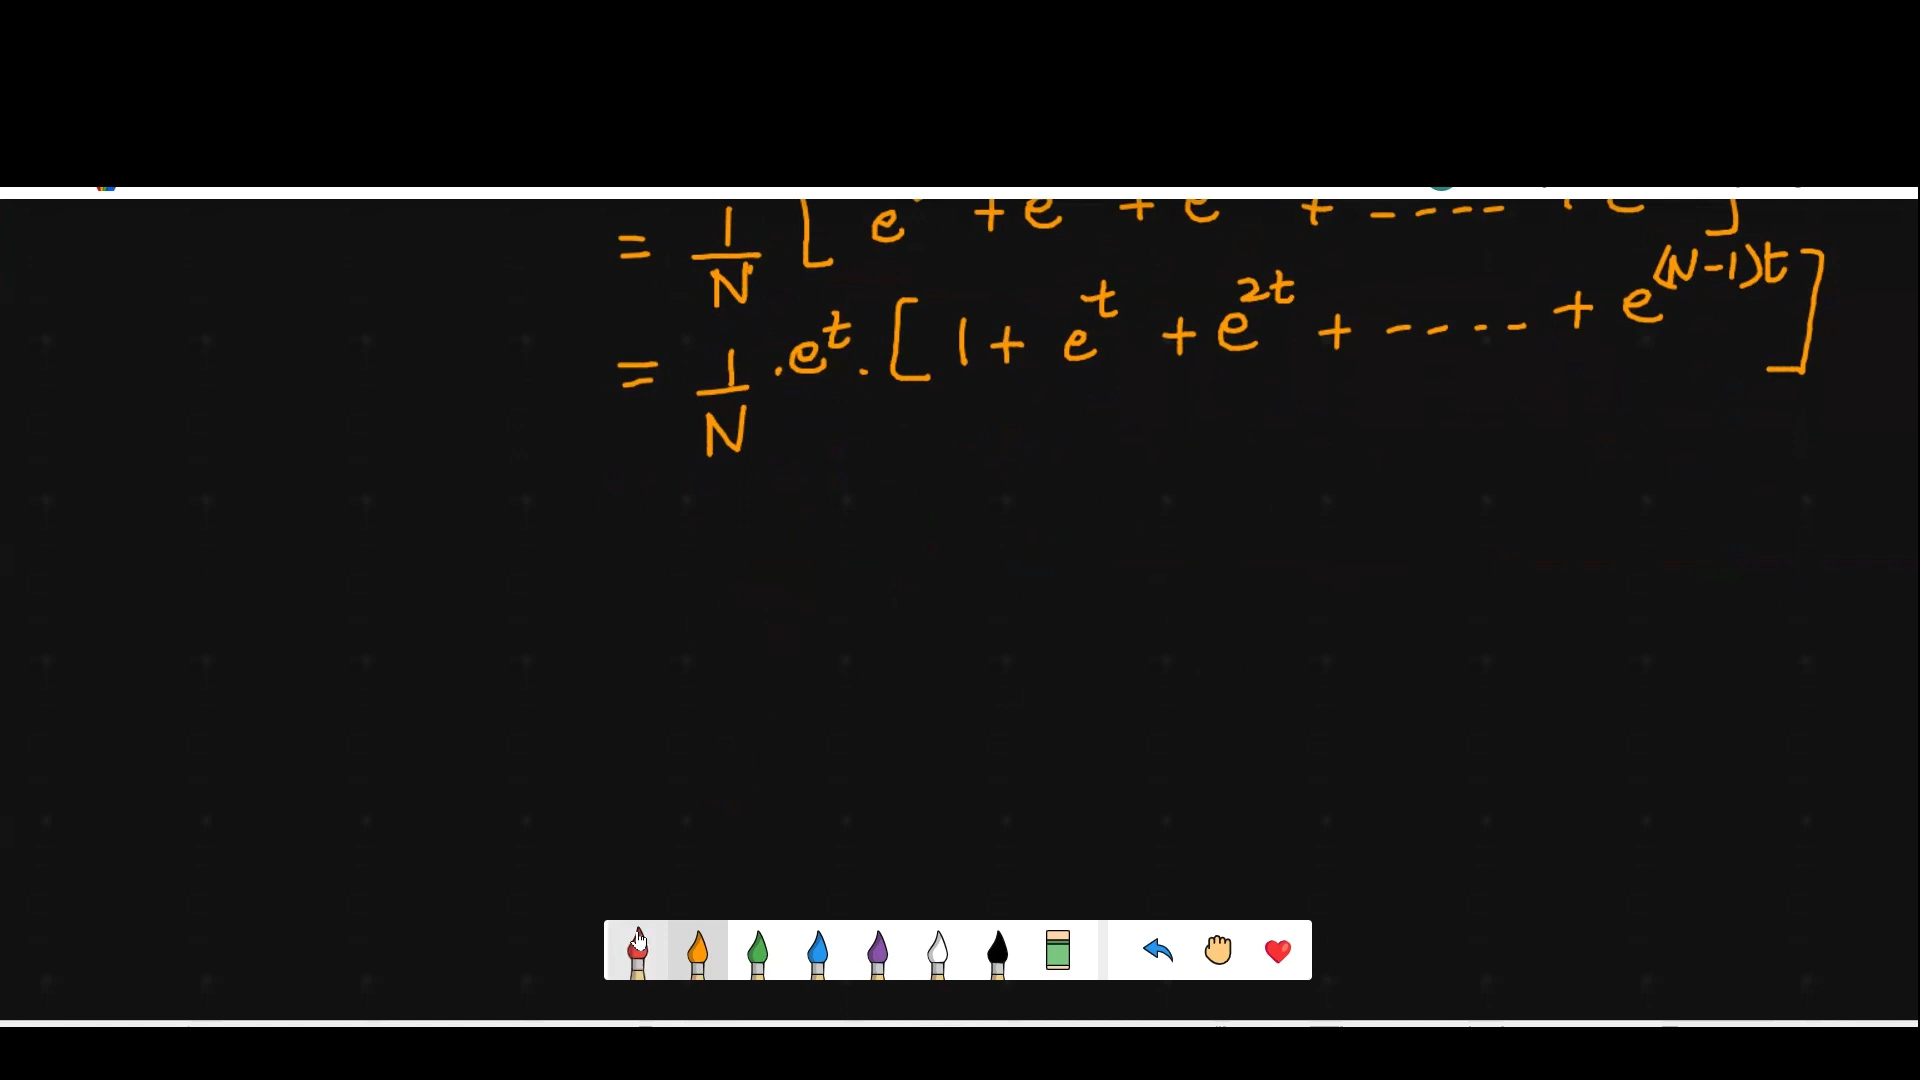 = 1/N [ e + e + e + ---- + e ]
= 1/N . e^t . [ 1 + e^t + e^2t + ---- + e^(N-1)t ]